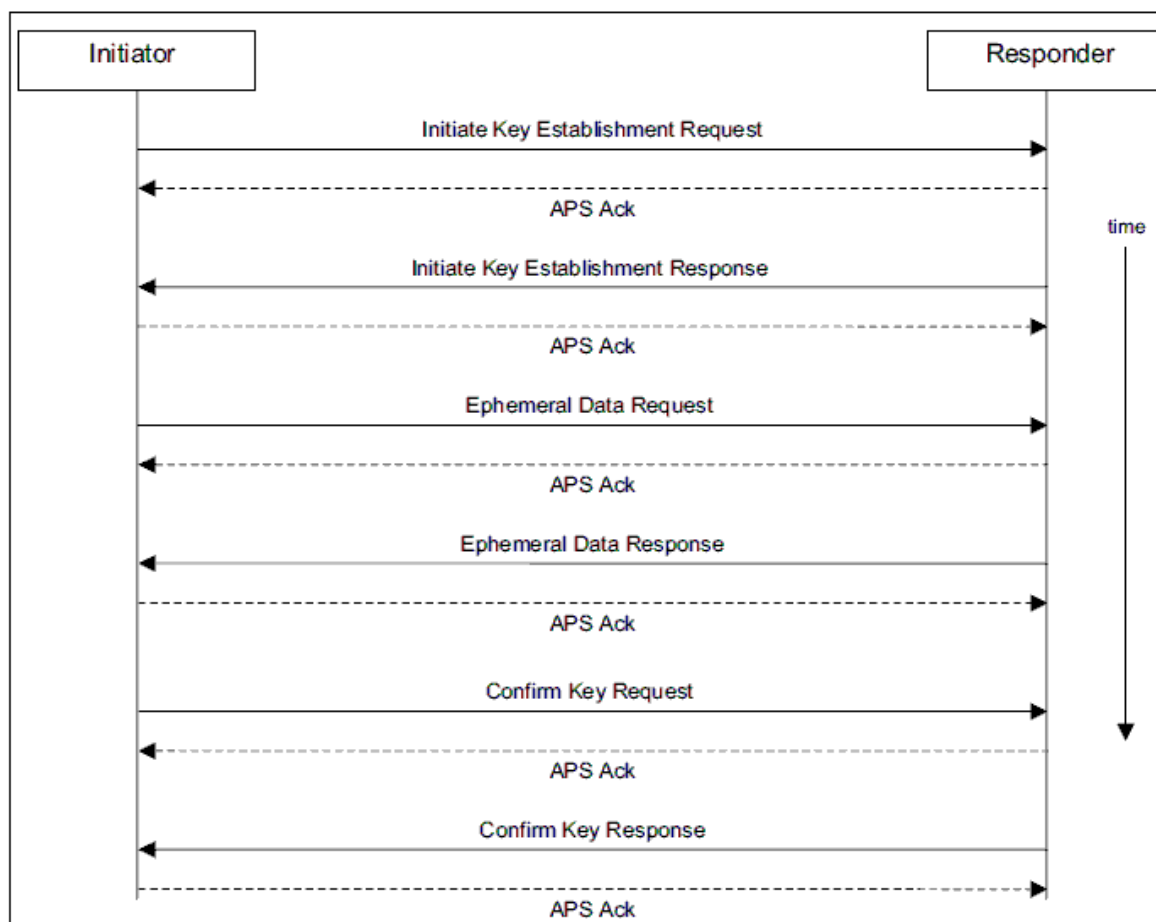 Initiator
Responder
Initiate Key Establishment Request
APS Ack
time
Initiate Key Establishment Response
APS Ack
Ephemeral Data Request
APS Ack
Ephemeral Data Response
APS Ack
Confirm Key Request
APS Ack
Confirm Key Response
APS Ack